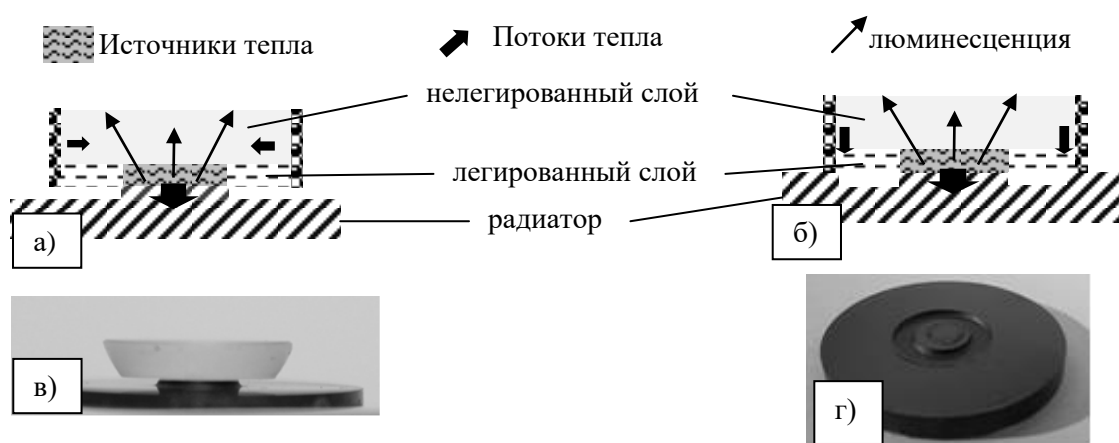 Источники тепла
Потоки тепла
люминесценция
нелегированный слой
легированный слой
радиатор
а)
б)
в)
г)